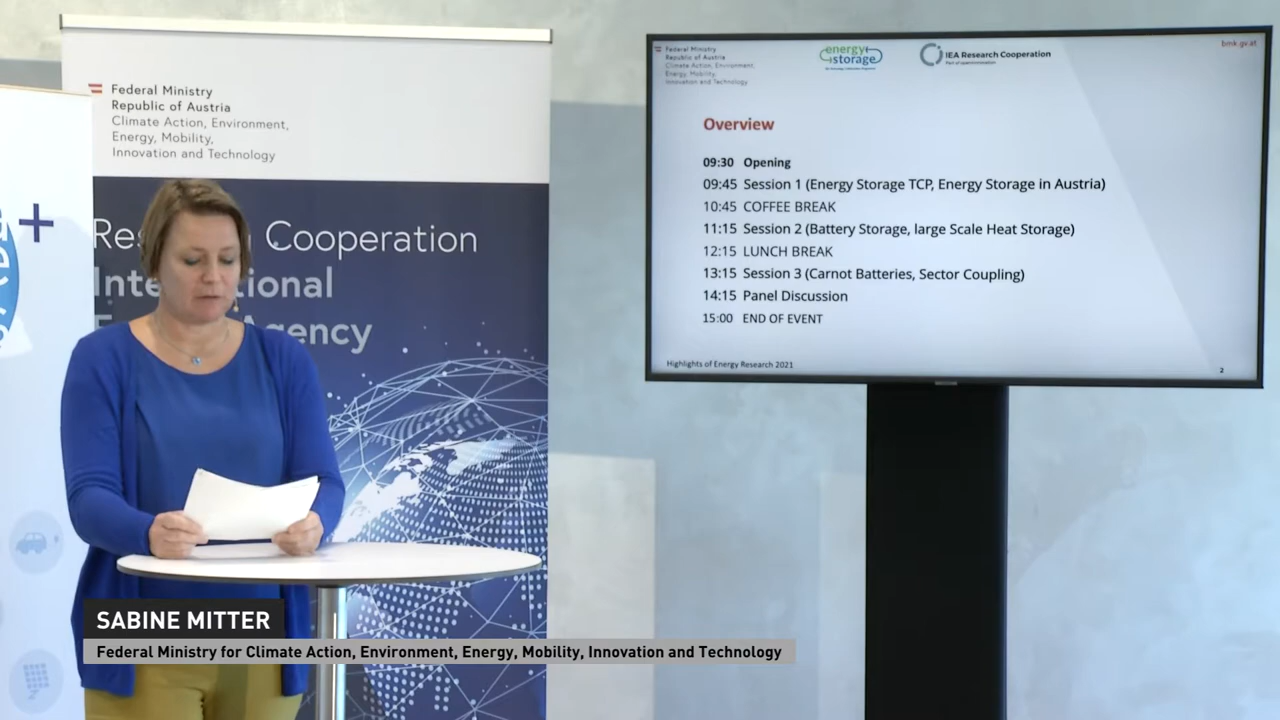 Federal Ministry
Republic of Austria
Climate Action, Environment,
Energy, Mobility,
Innovation and Technology
+
Cooperation
International
Agency
SABINE MITTER
Federal Ministry for Climate Action, Environment, Energy, Mobility, Innovation and Technology
Federal Ministry
Republic of Austria
Climate Action, Environment,
Energy, Mobility,
Innovation and Technology
energy
storage
IEA Research Cooperation
bmk.gv.at
Overview
09:30 Opening
09:45 Session 1 (Energy Storage TCP, Energy Storage in Austria)
10:45 COFFEE BREAK
11:15 Session 2 (Battery Storage, large Scale Heat Storage)
12:15 LUNCH BREAK
13:15 Session 3 (Carnot Batteries, Sector Coupling)
14:15 Panel Discussion
15:00 END OF EVENT
Highlights of Energy Research 2021
2